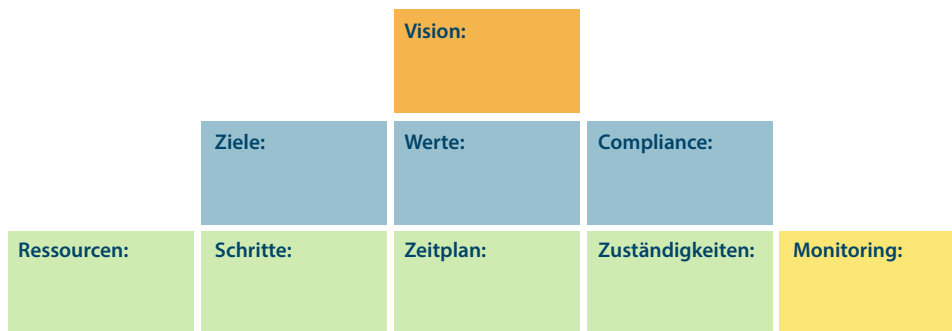 Vision:
Ziele:
Werte:
Compliance:
Ressourcen:
Schritte:
Zeitplan:
Zuständigkeiten:
Monitoring: